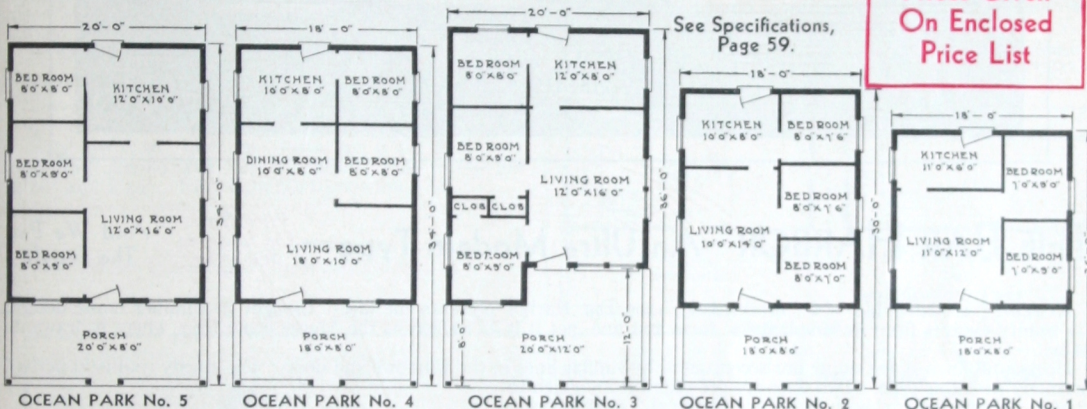 See Specifications,
Page 59.
On Enclosed
Price List
20'-0"
BED ROOM
8'0"X8'0"
KITCHEN
12'0"X10'0"
BED ROOM
8'0"X9'0"
LIVING ROOM
12'0"X16'0"
BED ROOM
8'0"X9'0"
PORCH
20'0"X8'0"
OCEAN PARK No. 5
18'-0"
KITCHEN
10'0"X8'0"
BED ROOM
8'0"X8'0"
DINING ROOM
10'0"X8'0"
BED ROOM
8'0"X8'0"
LIVING ROOM
18'0"X10'0"
PORCH
18'0"X8'0"
34'-0"
OCEAN PARK No. 4
20'-0"
BED ROOM
8'0"X8'0"
KITCHEN
12'0"X8'0"
BED ROOM
8'0"X9'0"
LIVING ROOM
12'0"X16'0"
CLOS
CLOS
BED ROOM
8'0"X9'0"
8'-0"
12'-0"
36'-0"
PORCH
20'0"X12'0"
OCEAN PARK No. 3
18'-0"
KITCHEN
10'0"X8'0"
BED ROOM
8'0"X7'6"
BED ROOM
8'0"X7'6"
LIVING ROOM
BED ROOM
8'0"X7'0"
30'-0"
PORCH
18'0"X8'0"
OCEAN PARK No. 2
18'-0"
KITCHEN
11'0"X6'0"
BED ROOM
7'0"X9'0"
LIVING ROOM
11'0"X12'0"
BED ROOM
7'0"X9'0"
PORCH
18'0"X8'0"
OCEAN PARK No. 1